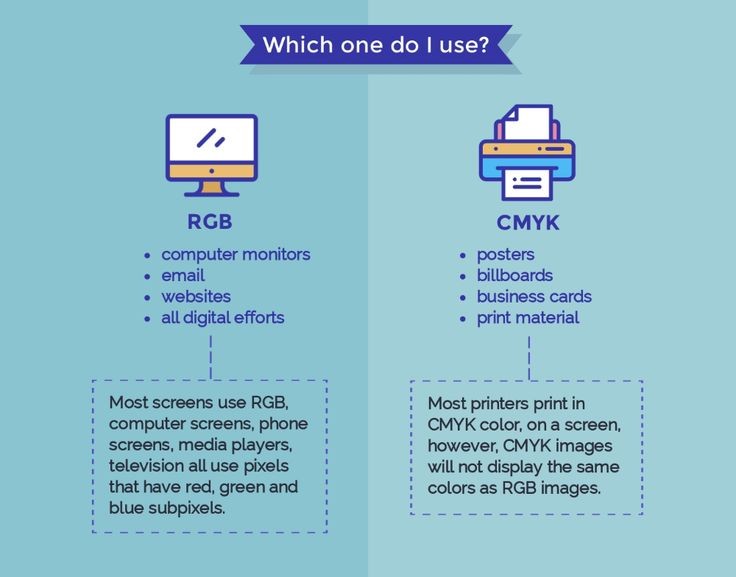 Which one do I use?
RGB
• computer monitors
• email
• websites
• all digital efforts
Most screens use RGB,
computer screens, phone
screens, media players,
television all use pixels
that have red, green and
blue subpixels.
CMYK
• posters
• billboards
• business cards
• print material
Most printers print in
CMYK color, on a screen,
however, CMYK images
will not display the same
colors as RGB images.